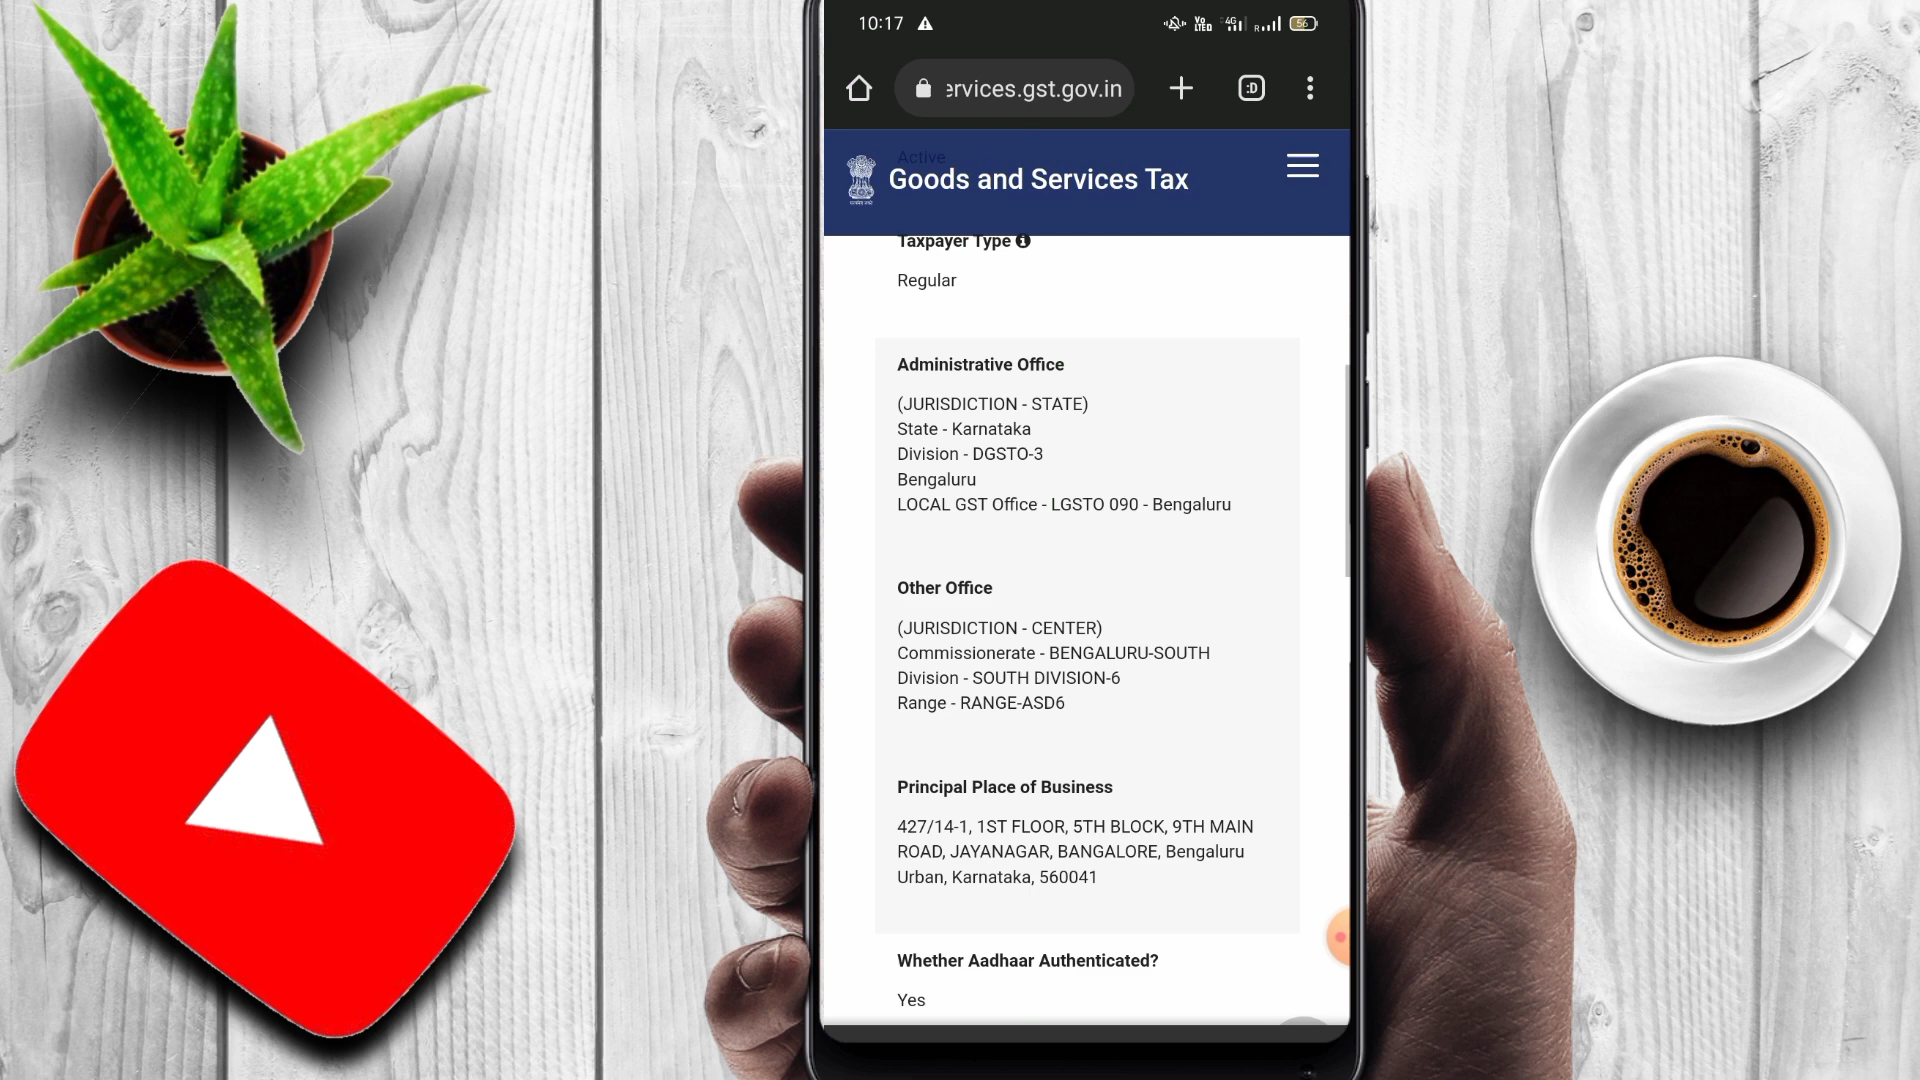 10:17
56
ervices.gst.gov.in
:D
Active
Goods and Services Tax
Taxpayer Type
Regular
Administrative Office
(JURISDICTION - STATE)
State - Karnataka
Division - DGSTO-3
Bengaluru
LOCAL GST Office - LGSTO 090 - Bengaluru
Other Office
(JURISDICTION - CENTER)
Commissionerate - BENGALURU-SOUTH
Division - SOUTH DIVISION-6
Range - RANGE-ASD6
Principal Place of Business
427/14-1, 1ST FLOOR, 5TH BLOCK, 9TH MAIN
ROAD, JAYANAGAR, BANGALORE, Bengaluru
Urban, Karnataka, 560041
Whether Aadhaar Authenticated?
Yes